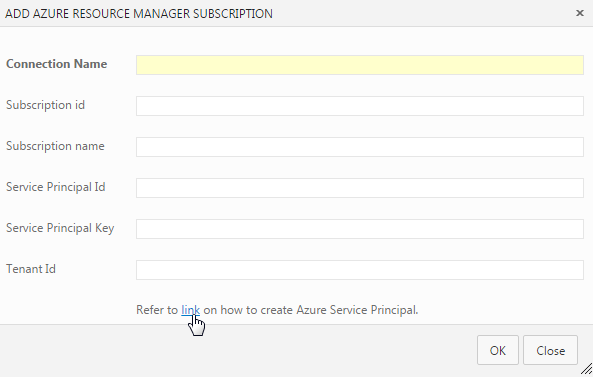 ADD AZURE RESOURCE MANAGER SUBSCRIPTION
Connection Name
Subscription id
Subscription name
Service Principal Id
Service Principal Key
Tenant Id
Refer to link on how to create Azure Service Principal.
OK Close